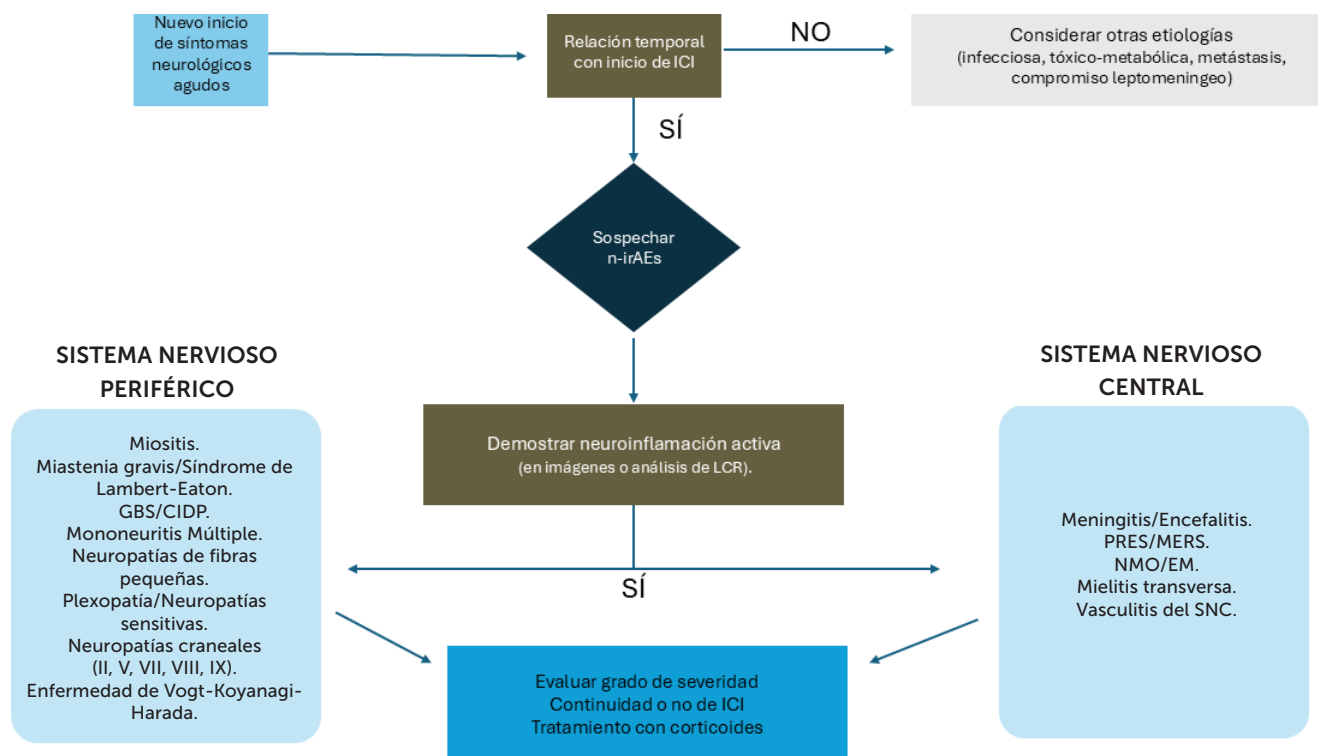 Nuevo inicio
de síntomas
neurológicos
agudos
Relación temporal
con inicio de ICI
NO
Considerar otras etiologías
(infecciosa, tóxico-metabólica, metástasis,
compromiso leptomeningeo)
SÍ
Sospechar
n-irAEs
SISTEMA NERVIOSO
PERIFÉRICO
Miositis.
Miastenia gravis/Síndrome de
Lambert-Eaton.
GBS/CIDP.
Mononeuritis Múltiple.
Neuropatías de fibras
pequeñas.
Plexopatía/Neuropatías
sensitivas.
Neuropatías craneales
(II, V, VII, VIII, IX).
Enfermedad de Vogt-Koyanagi-
Harada.
Demostrar neuroinflamación activa
(en imágenes o análisis de LCR).
SISTEMA NERVIOSO
CENTRAL
Meningitis/Encefalitis.
PRES/MERS.
NMO/EM.
Mielitis transversa.
Vasculitis del SNC.
SÍ
Evaluar grado de severidad
Continuidad o no de ICI
Tratamiento con corticoides